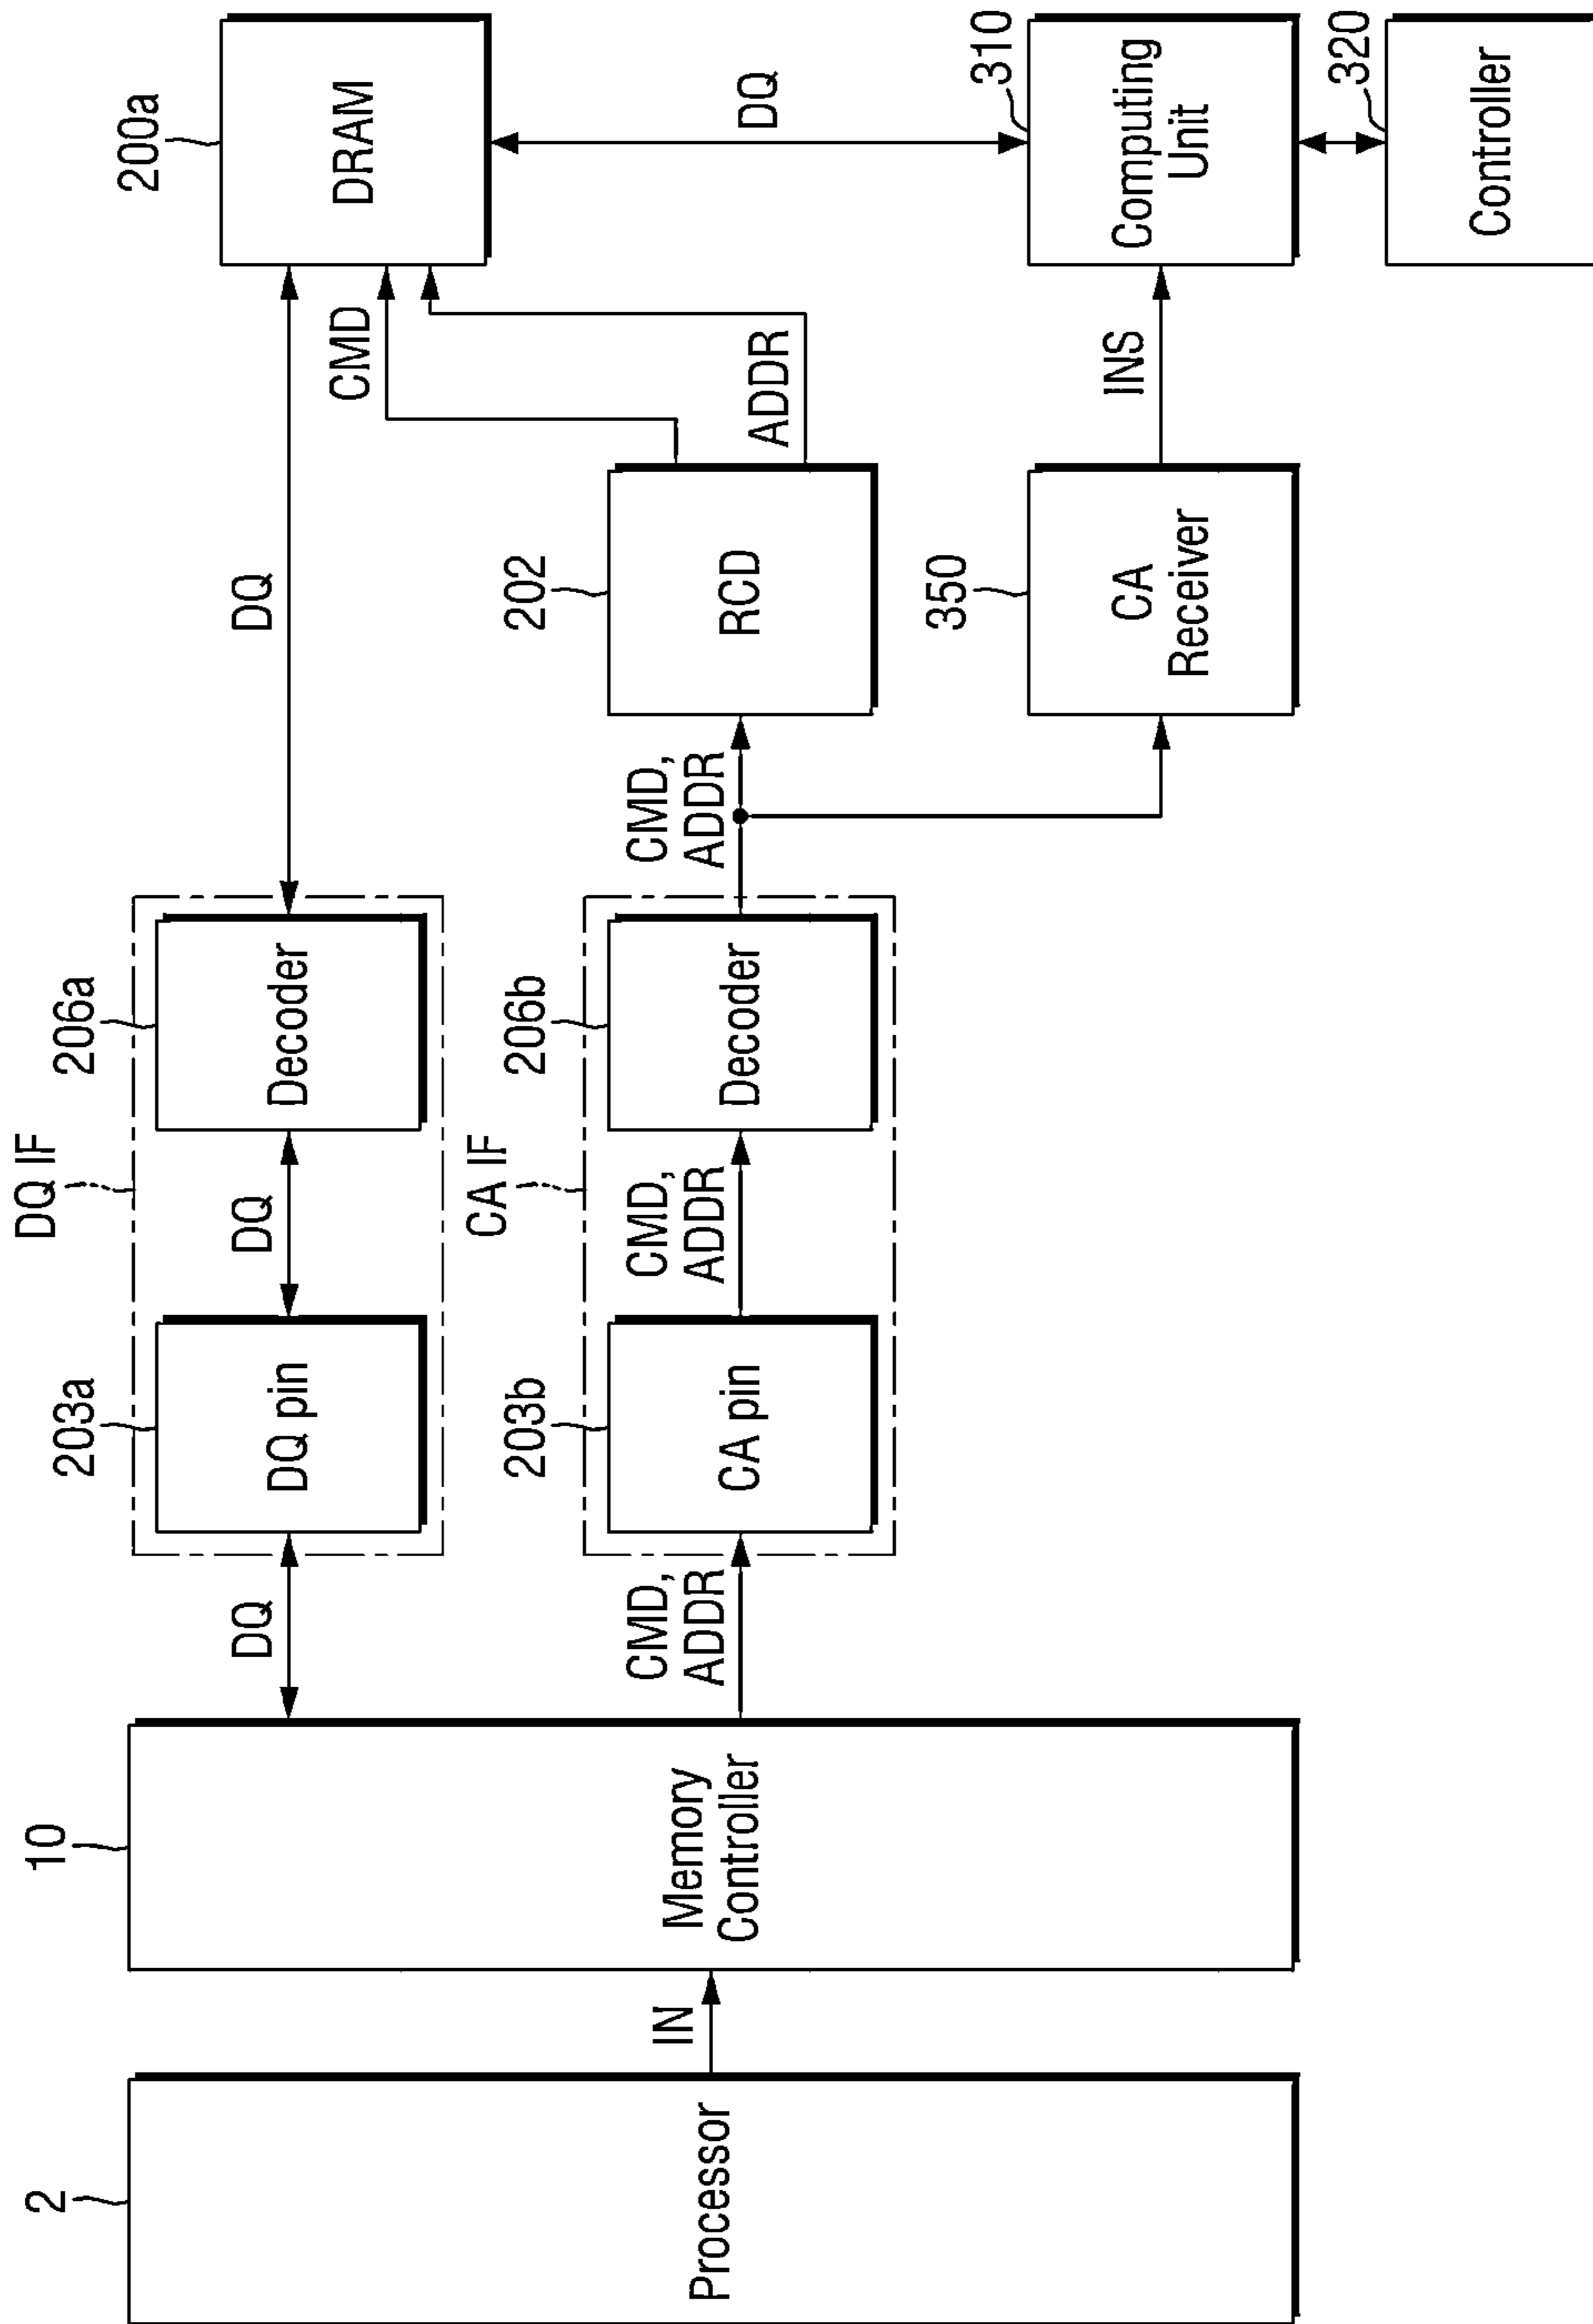 2
Processor
IN
10
Memory
Controller
DQ
CMD,
ADDR
DQ IF
203a
DQ pin
DQ
206a
Decoder
CA IF
203b
CA pin
CMD,
ADDR
206b
Decoder
DQ
CMD,
ADDR
202
RCD
CMD
ADDR
200a
DRAM
350
CA
Receiver
INS
DQ
310
Computing
Unit
320
Controller